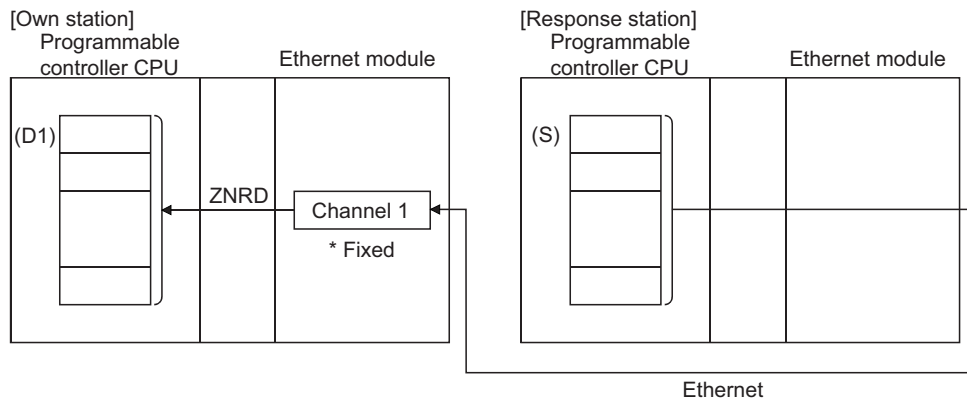 [Own station]
Programmable
controller CPU
Ethernet module
(D1)
ZNRD
Channel 1
* Fixed
[Response station]
Programmable
controller CPU
Ethernet module
(S)
Ethernet